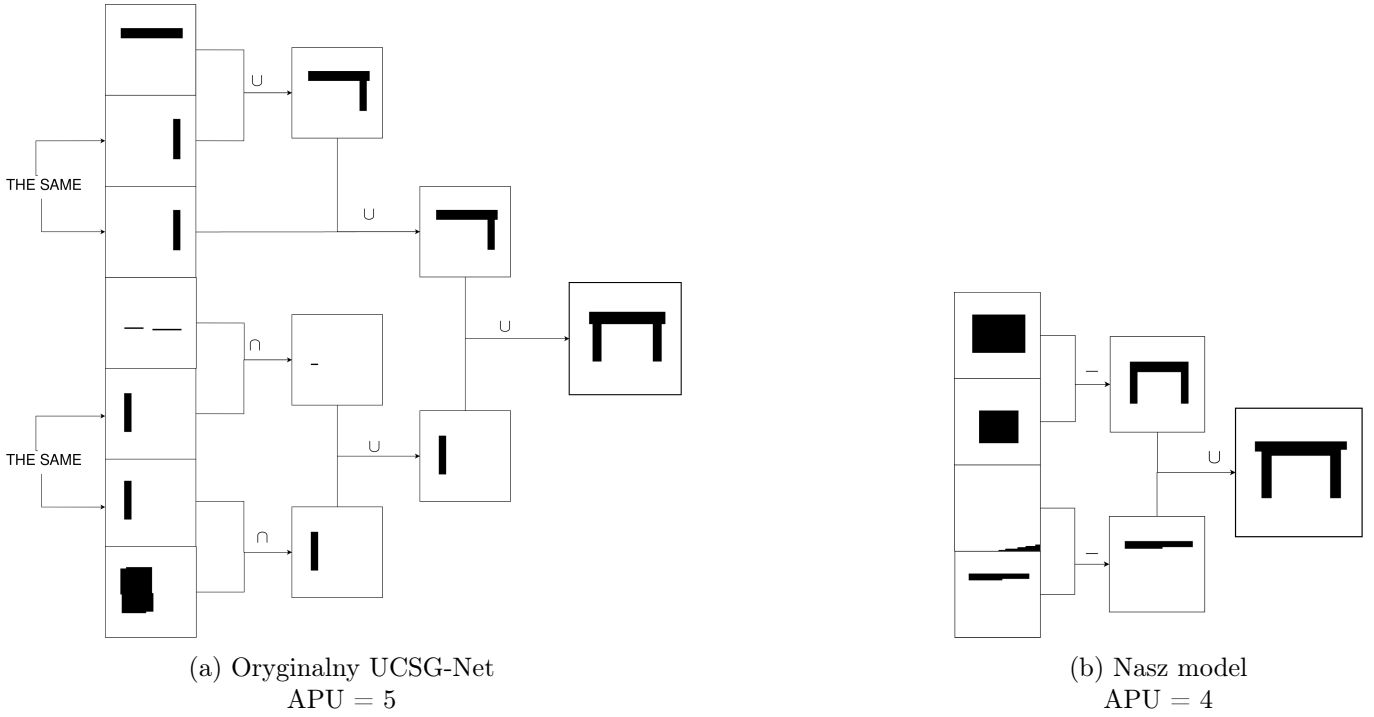 ∪
THE SAME
∪
∪
∩
∪
THE SAME
∩
−
∪
−
(a) Oryginalny UCSG-Net
APU = 5
(b) Nasz model
APU = 4